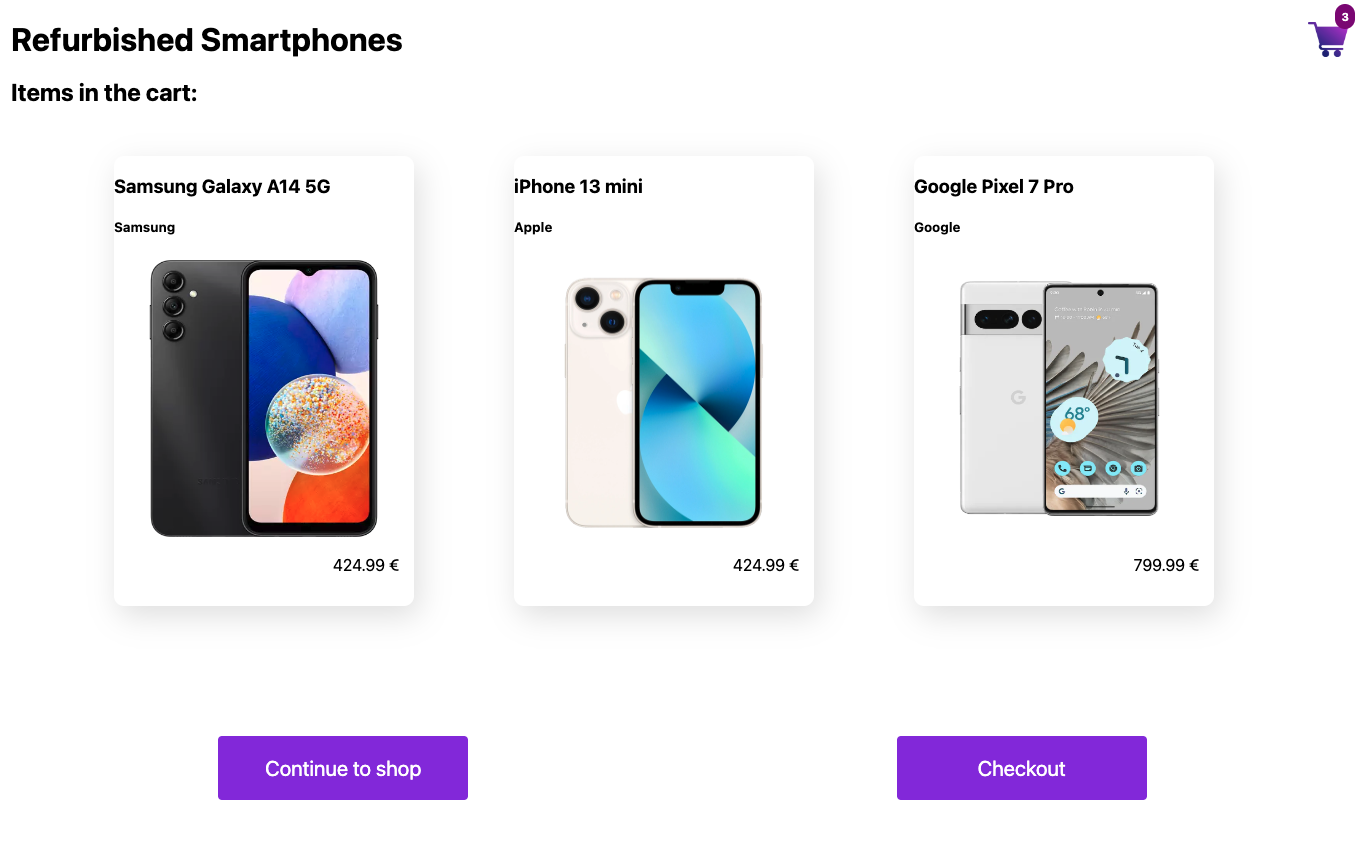 Refurbished Smartphones
3
Items in the cart:
Samsung Galaxy A14 5G
Samsung
424.99 €
iPhone 13 mini
Apple
424.99 €
Google Pixel 7 Pro
Google
G
68°
G
799.99 €
Continue to shop
Checkout